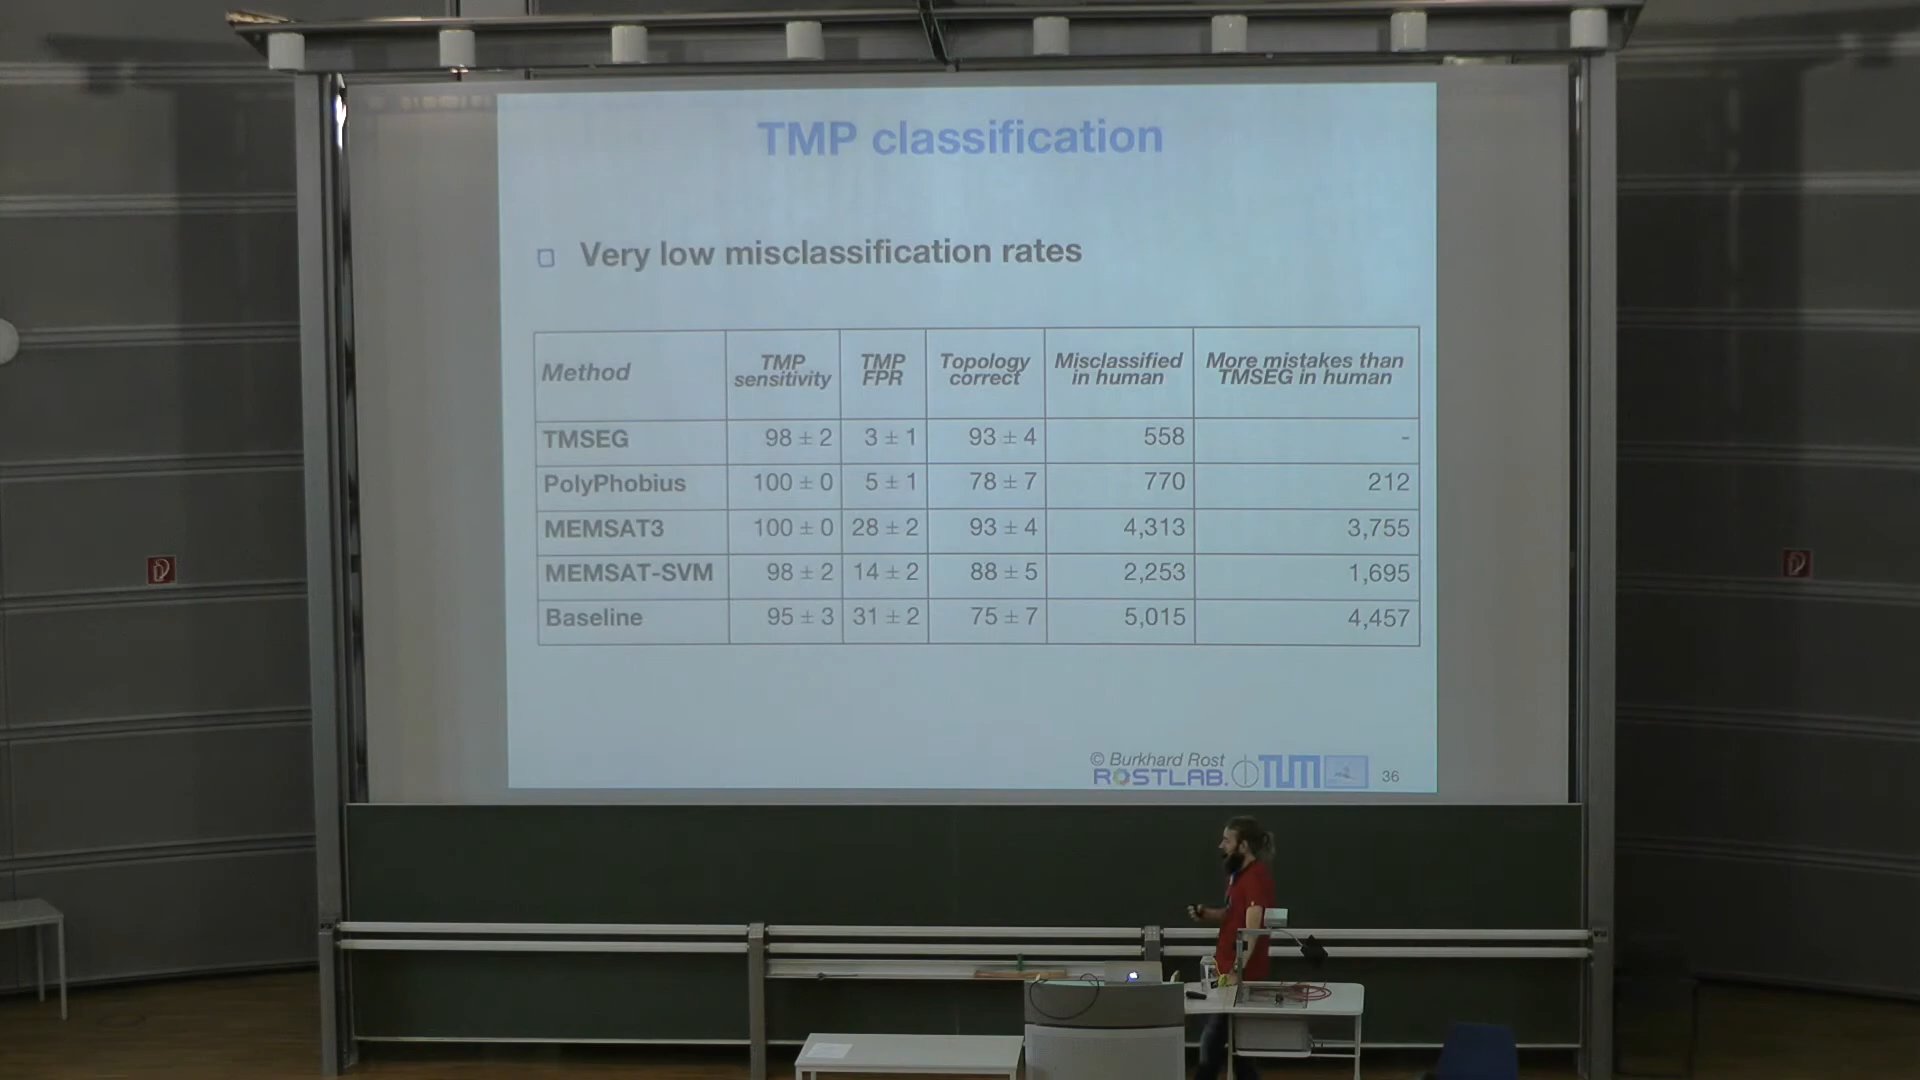 TMP classification
Very low misclassification rates
Method TMP sensitivity TMP FPR Topology correct Misclassified in human More mistakes than TMSEG in human
TMSEG 98 ± 2 3 ± 1 93 ± 4 558 -
PolyPhobius 100 ± 0 5 ± 1 78 ± 7 770 212
MEMSAT3 100 ± 0 28 ± 2 93 ± 4 4,313 3,755
MEMSAT-SVM 98 ± 2 14 ± 2 88 ± 5 2,253 1,695
Baseline 95 ± 3 31 ± 2 75 ± 7 5,015 4,457
© Burkhard Rost
ROSTLAB. TUM 36